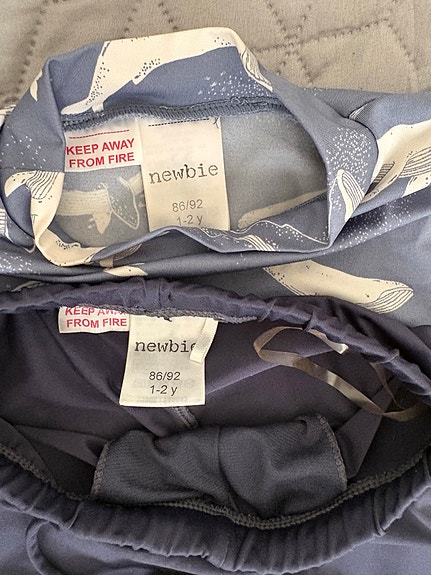 KEEP AWAY
FROM FIRE
newbie
86/92
1-2 y
KEEP AWAY
FROM FIRE
newbie
86/92
1-2 y